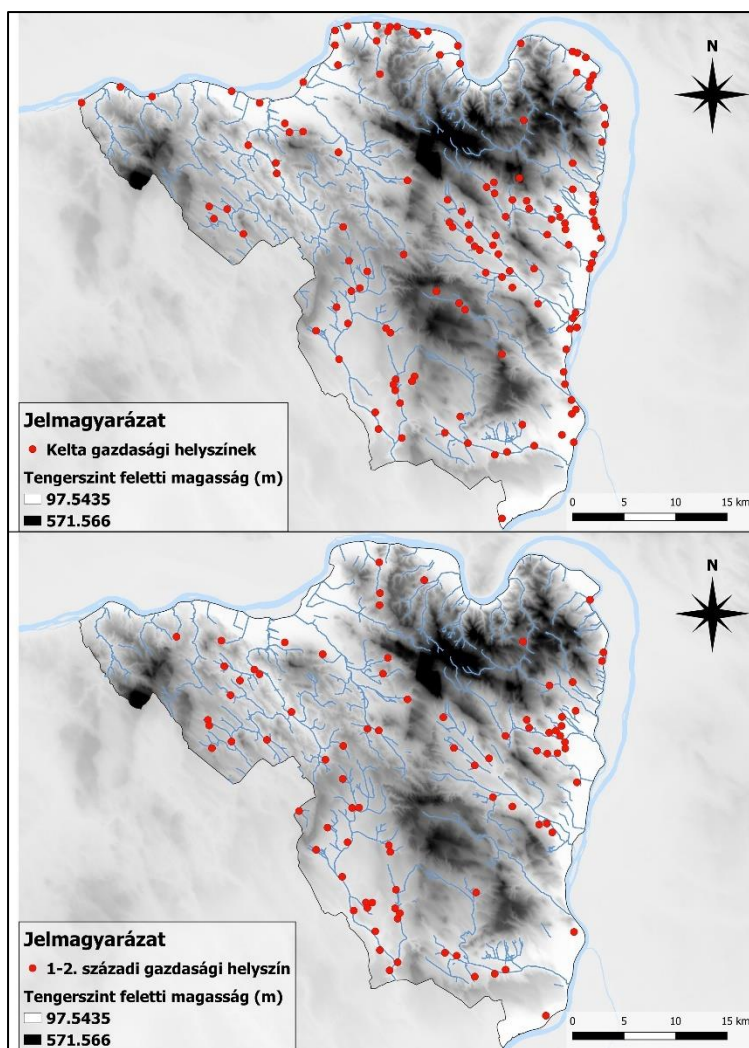 N
Jelmagyarázat
Kelta gazdasági helyszínek
Tengerszint feletti magasság (m)
97.5435
571.566
0 5 10 15 km
N
Jelmagyarázat
1-2. századi gazdasági helyszín
Tengerszint feletti magasság (m)
97.5435
571.566
0 5 10 15 km